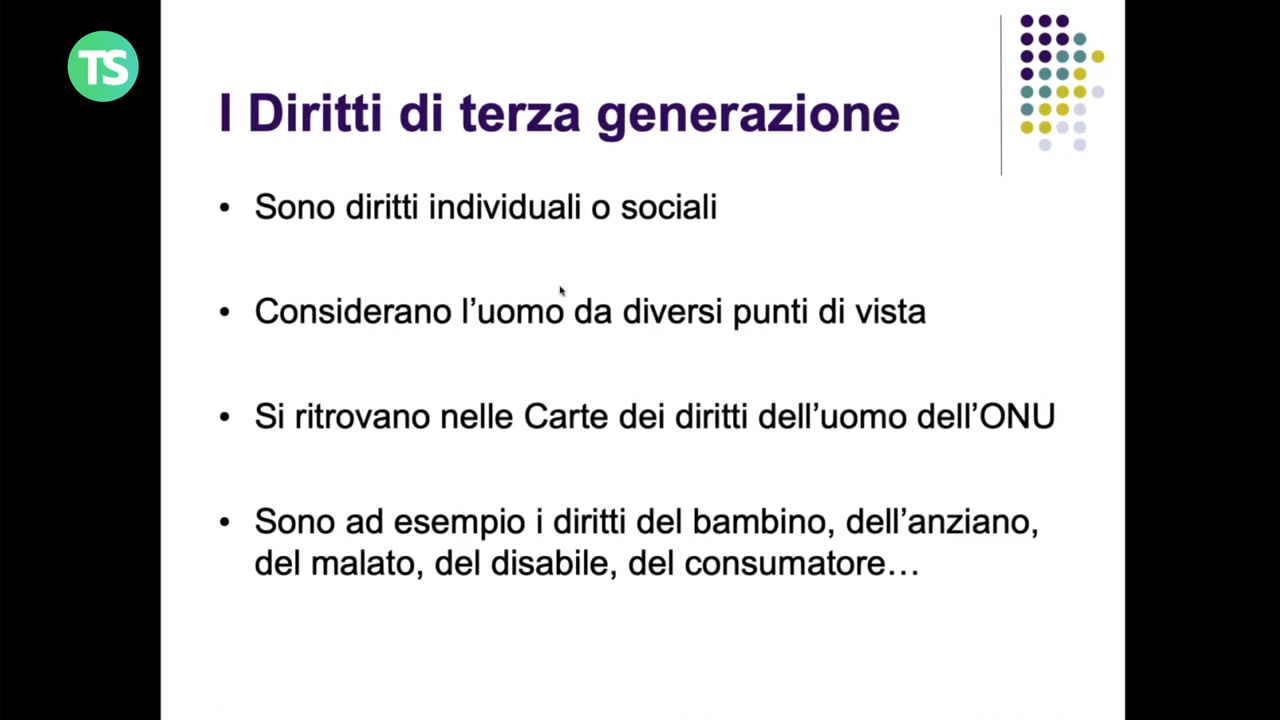 TS
I Diritti di terza generazione
• Sono diritti individuali o sociali
• Considerano l’uomo da diversi punti di vista
• Si ritrovano nelle Carte dei diritti dell’uomo dell’ONU
• Sono ad esempio i diritti del bambino, dell’anziano,
del malato, del disabile, del consumatore…